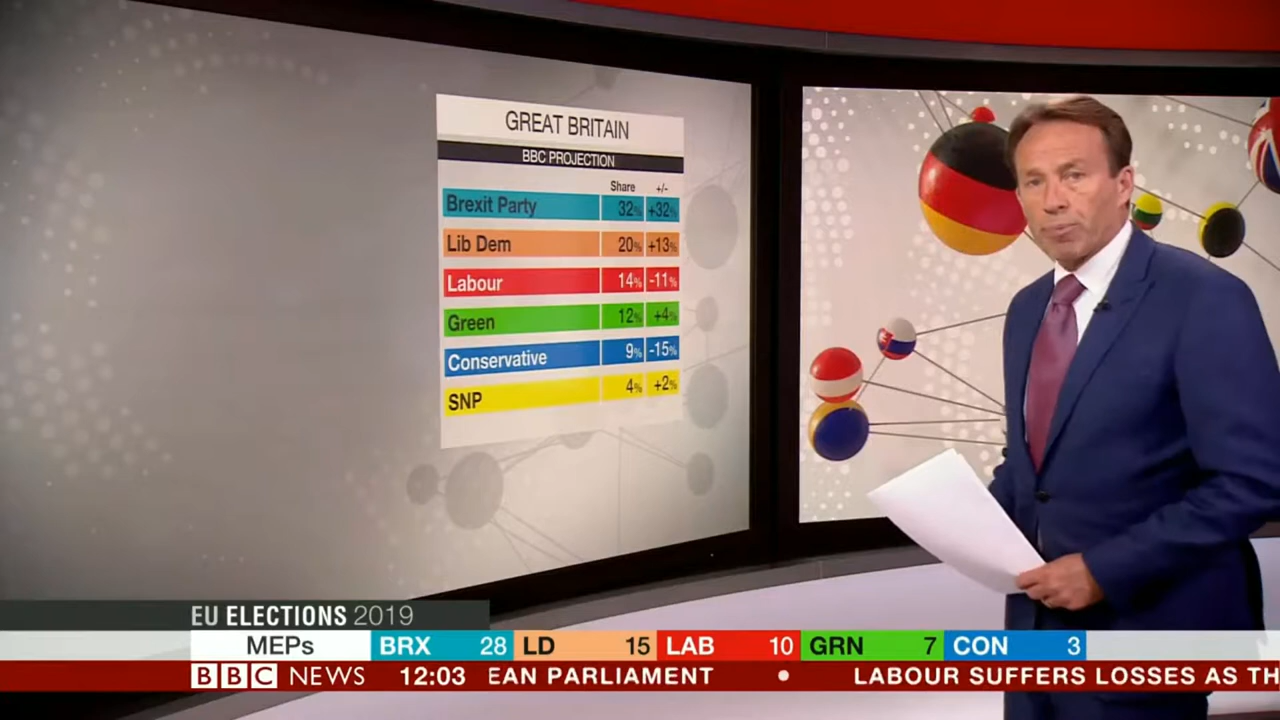 GREAT BRITAIN
BBC PROJECTION
Share +/-
Brexit Party 32% +32%
Lib Dem 20% +13%
Labour 14% -11%
Green 12% +4%
Conservative 9% -15%
SNP 4% +2%
EU ELECTIONS 2019
MEPs BRX 28 LD 15 LAB 10 GRN 7 CON 3
BBC NEWS 12:03 EAN PARLIAMENT • LABOUR SUFFERS LOSSES AS TH